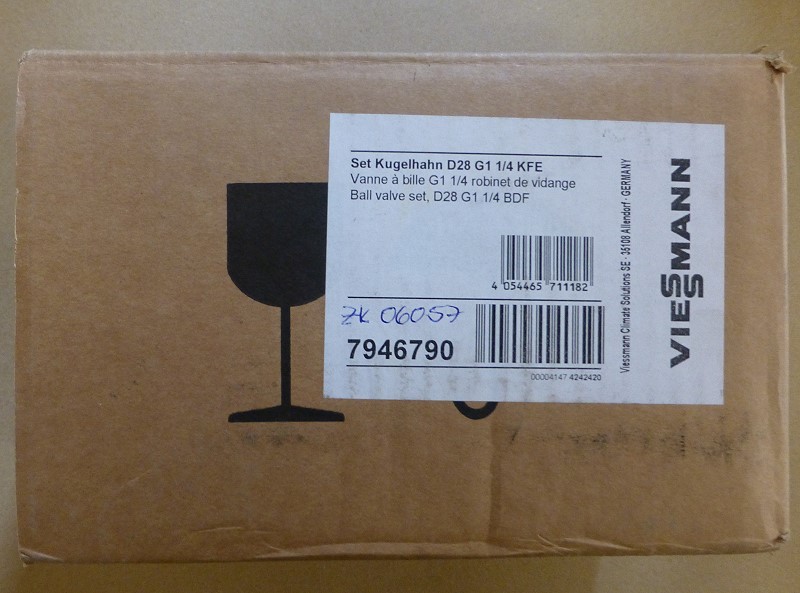 Set Kugelhahn D28 G1 1/4 KFE
Vanne à bille G1 1/4 robinet de vidange
Ball valve set, D28 G1 1/4 BDF
4 054465 711182
ZK 06057
7946790
00004147 4242420
Viessmann Climate Solutions SE · 35108 Allendorf · GERMANY
VIESSMANN